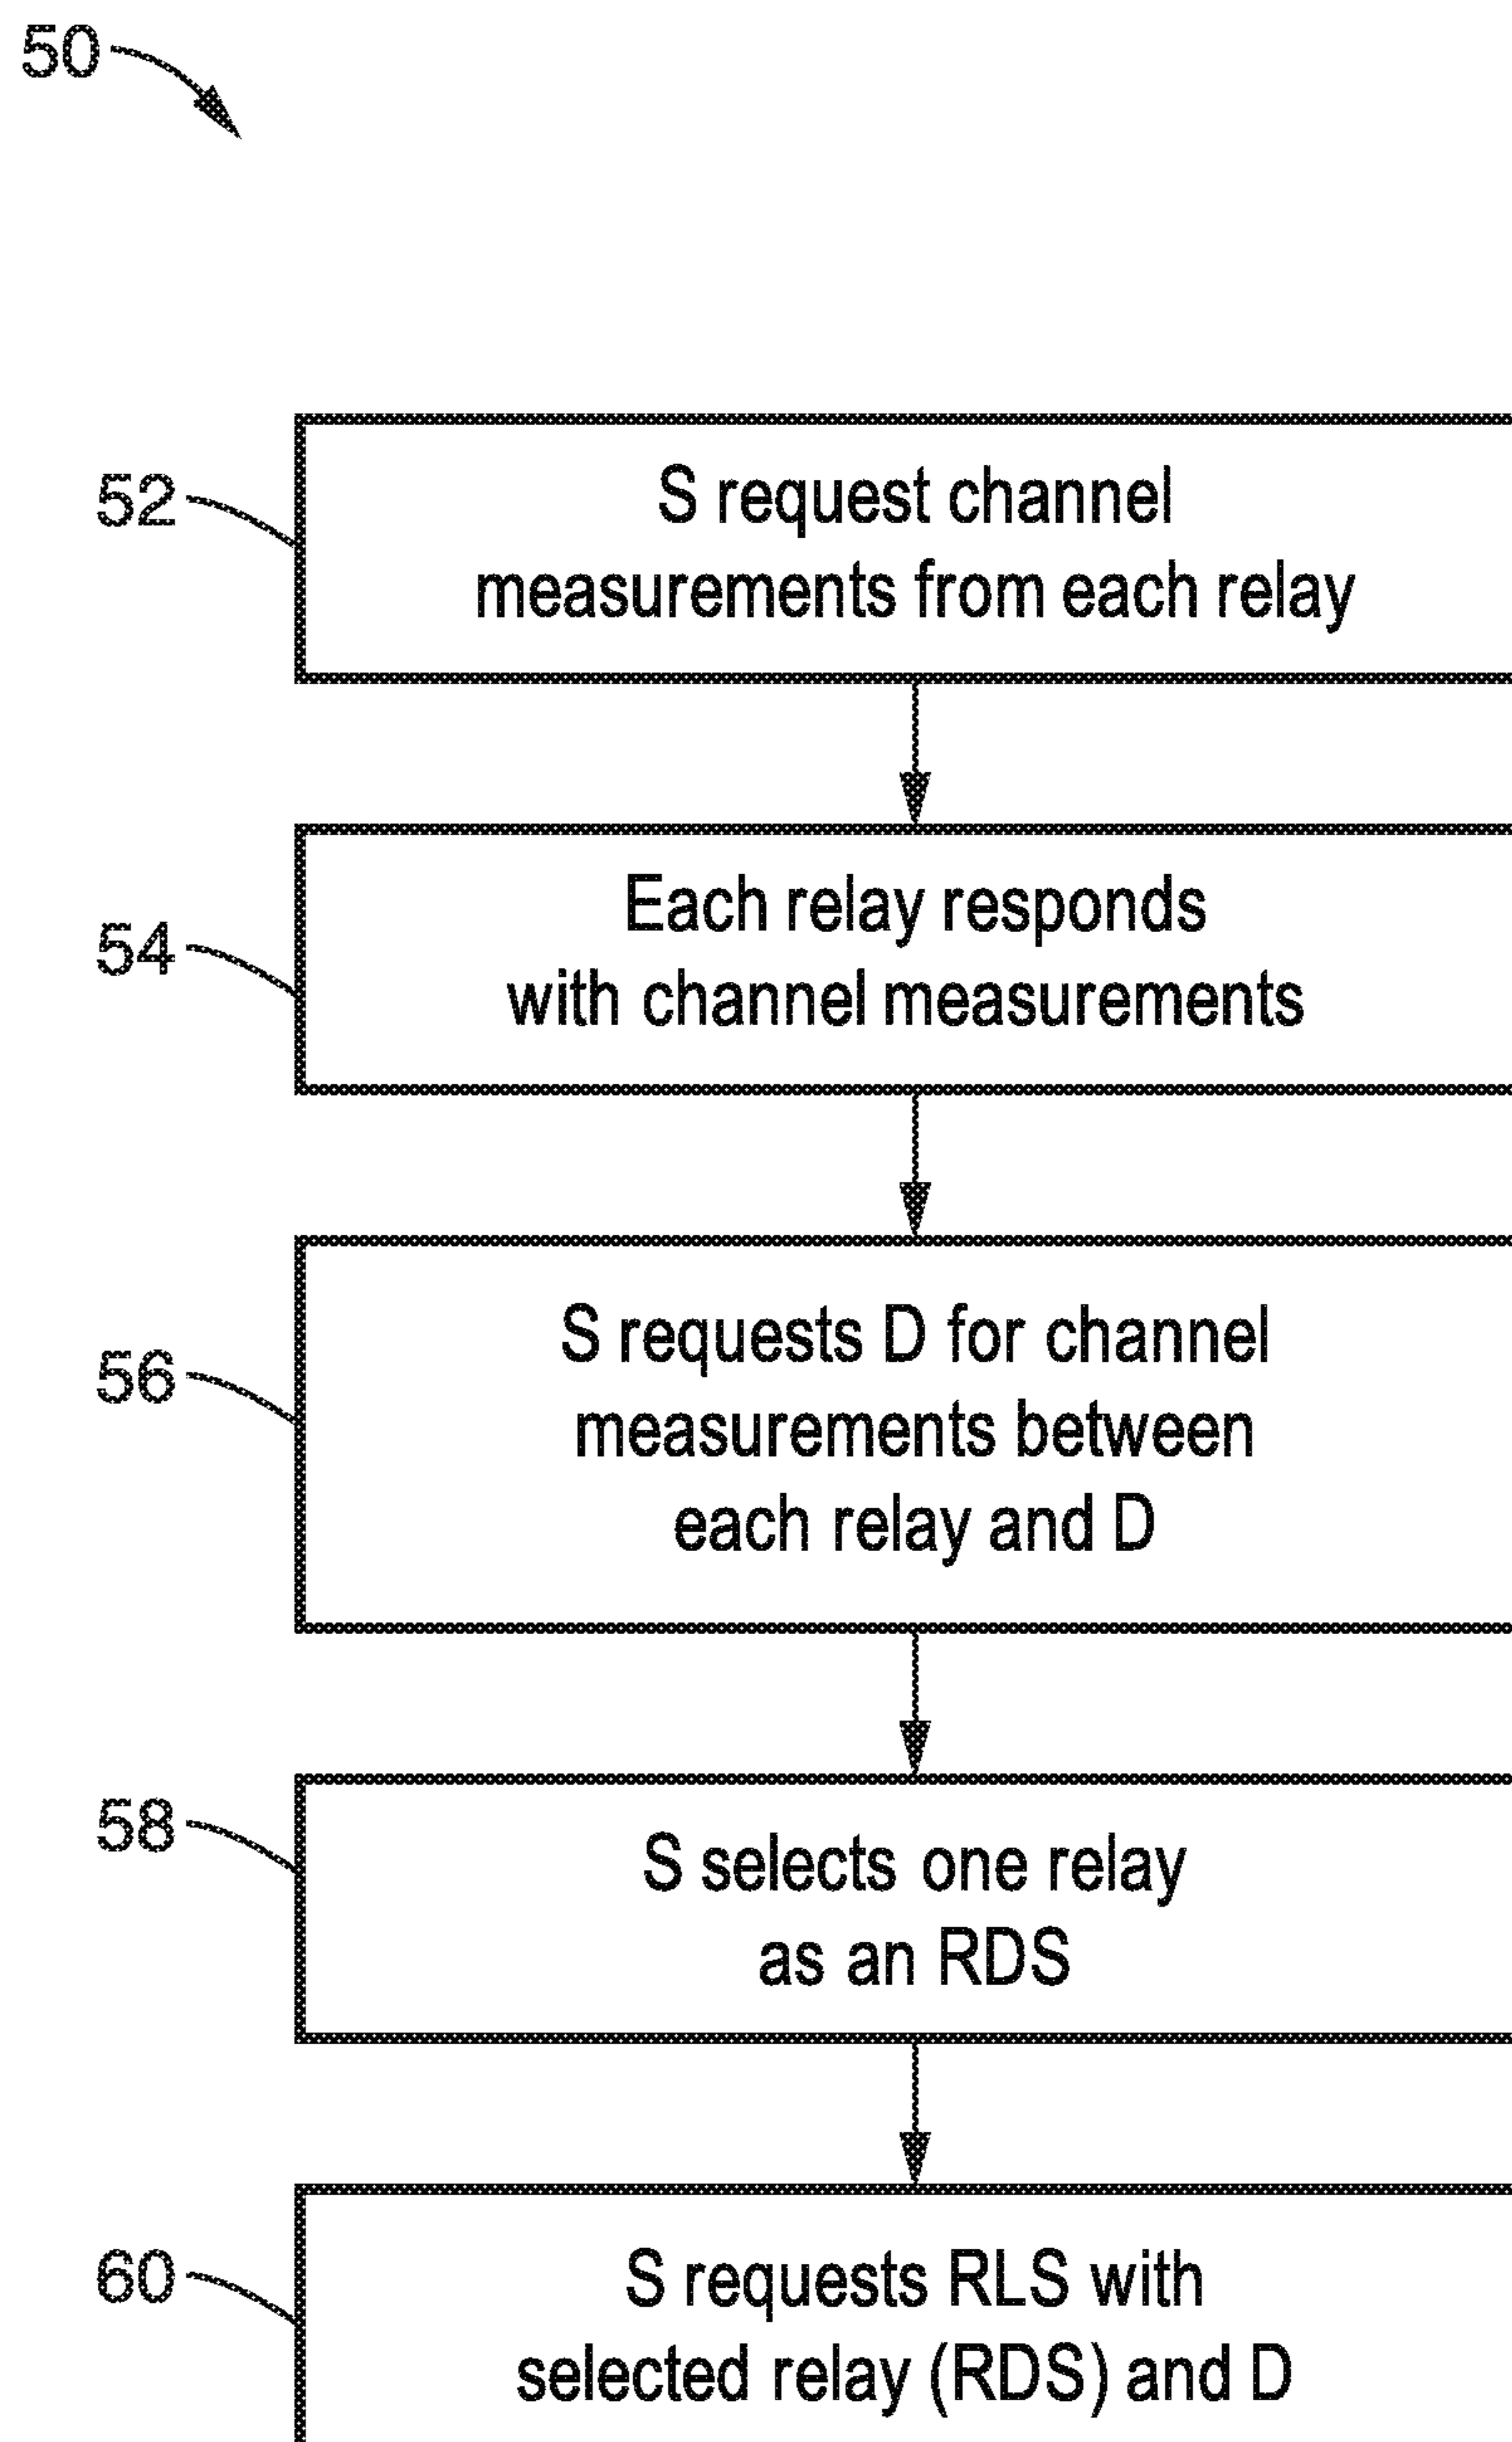 50
52
S request channel
measurements from each relay
54
Each relay responds
with channel measurements
56
S requests D for channel
measurements between
each relay and D
58
S selects one relay
as an RDS
60
S requests RLS with
selected relay (RDS) and D